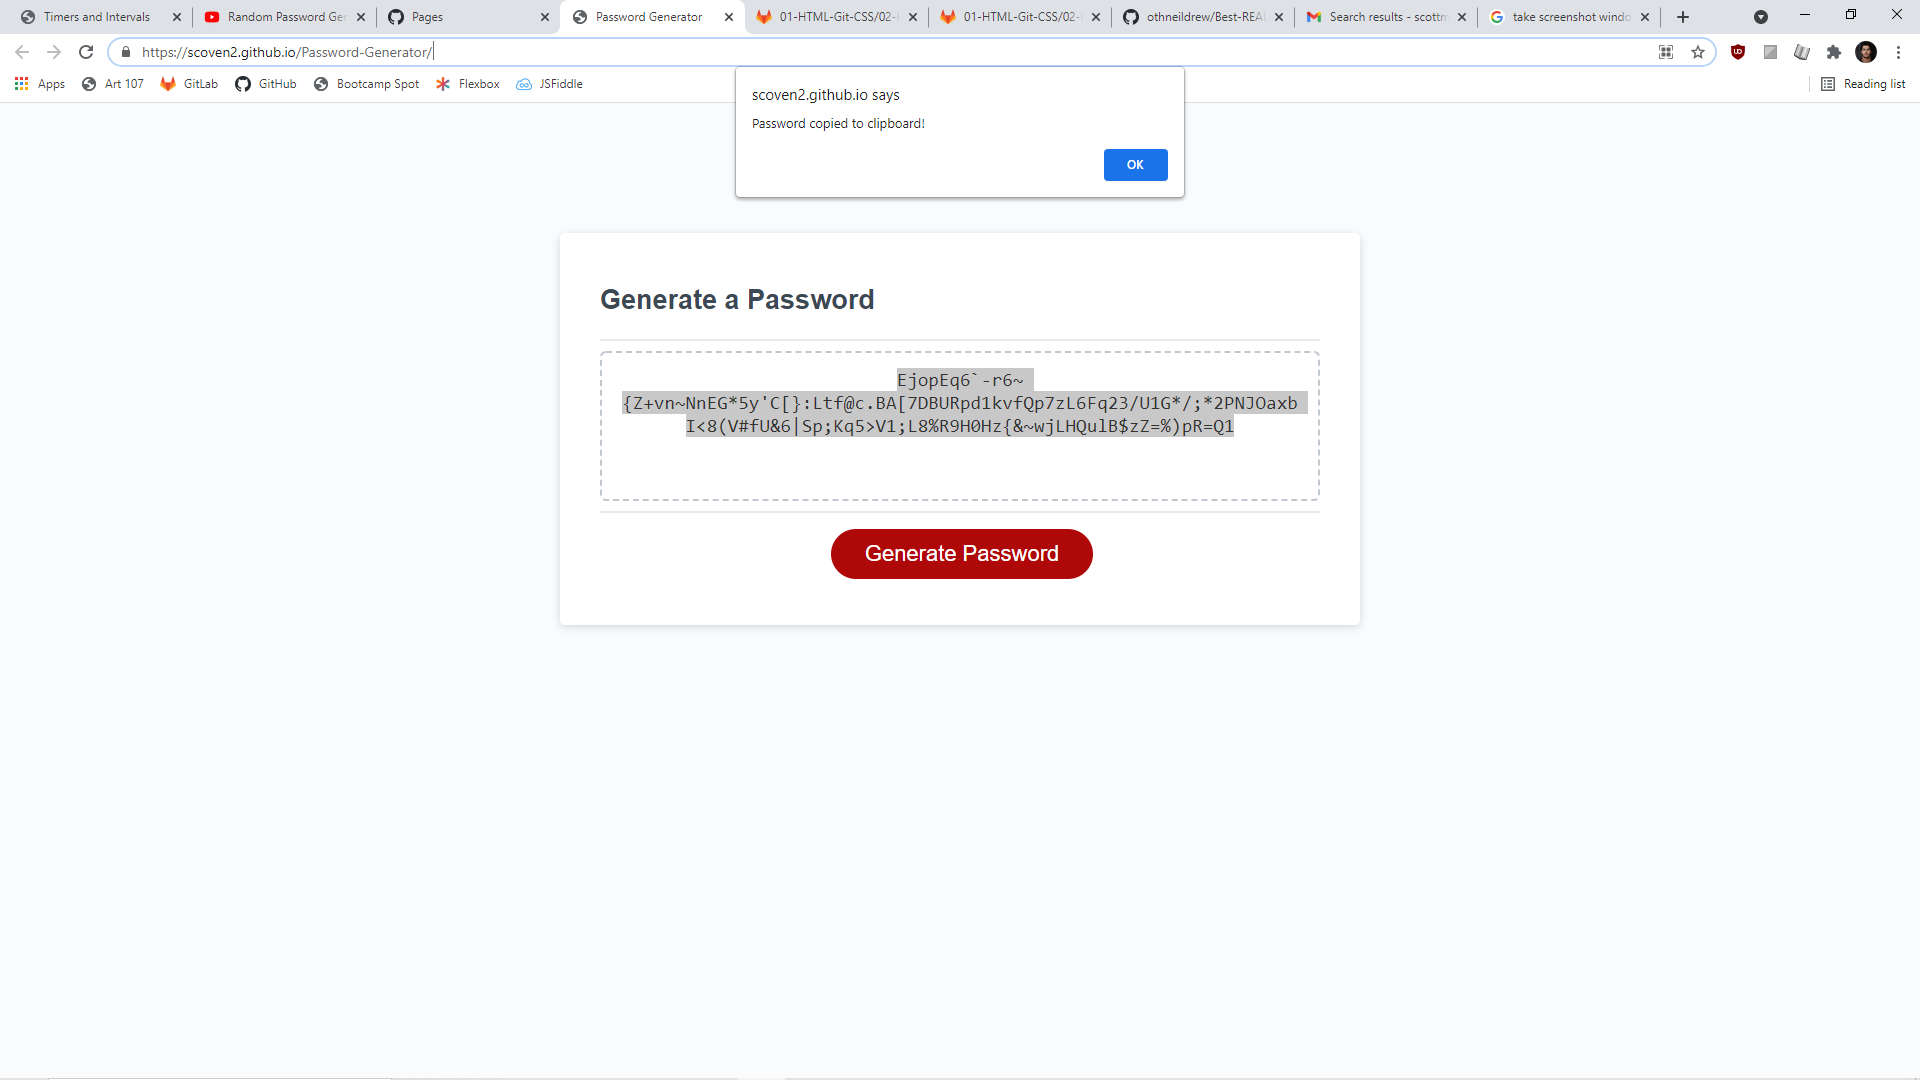 Timers and Intervals
Random Password Ger
Pages
Password Generator
01-HTML-Git-CSS/02-
01-HTML-Git-CSS/02-
othneildrew/Best-REA
Search results - scottm
take screenshot windo
https://scoven2.github.io/Password-Generator/
Apps
Art 107
GitLab
GitHub
Bootcamp Spot
Flexbox
JSFiddle
Reading list
scoven2.github.io says
Password copied to clipboard!
OK
Generate a Password
EjopEq6`-r6~
{Z+vn~NnEG*5y'C[}:Ltf@c.BA[7DBURpd1kvfQp7zL6Fq23/U1G*/;*2PNJOaxb
I<8(V#fU&6|Sp;Kq5>V1;L8%R9H0Hz{&~wjLHQulB$zZ=%)pR=Q1
Generate Password